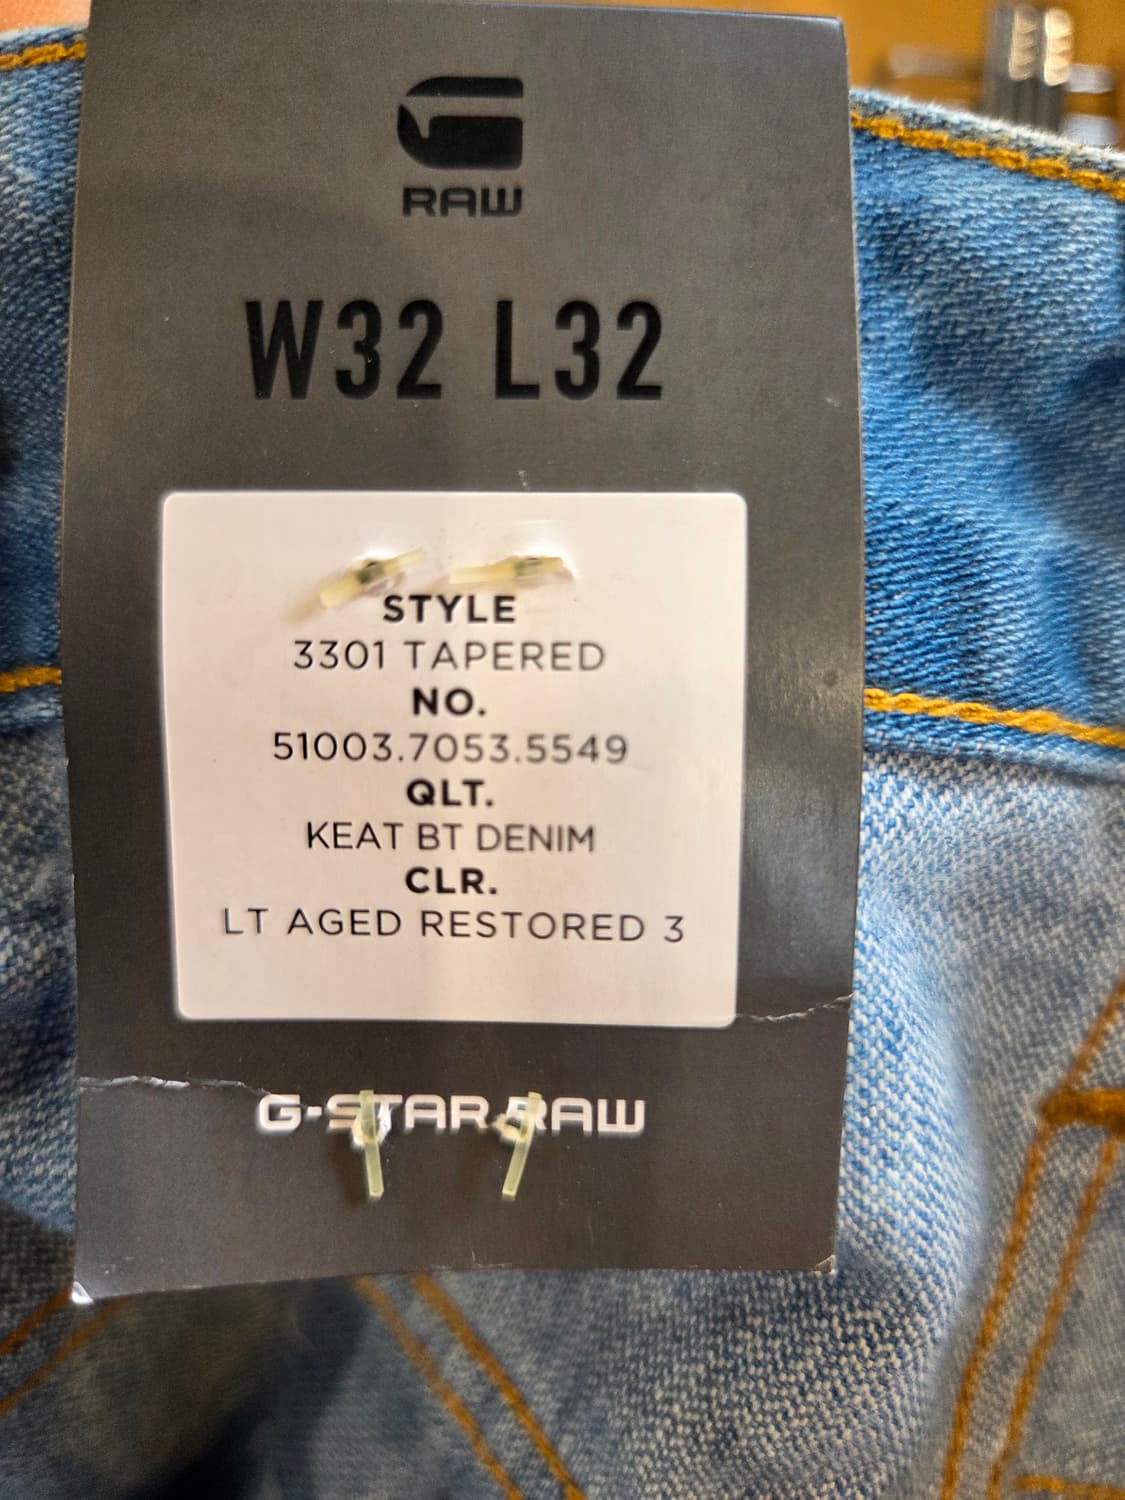 RAW
W32 L32
STYLE
3301 TAPERED
NO.
51003.7053.5549
QLT.
KEAT BT DENIM
CLR.
LT AGED RESTORED 3
G-STAR RAW